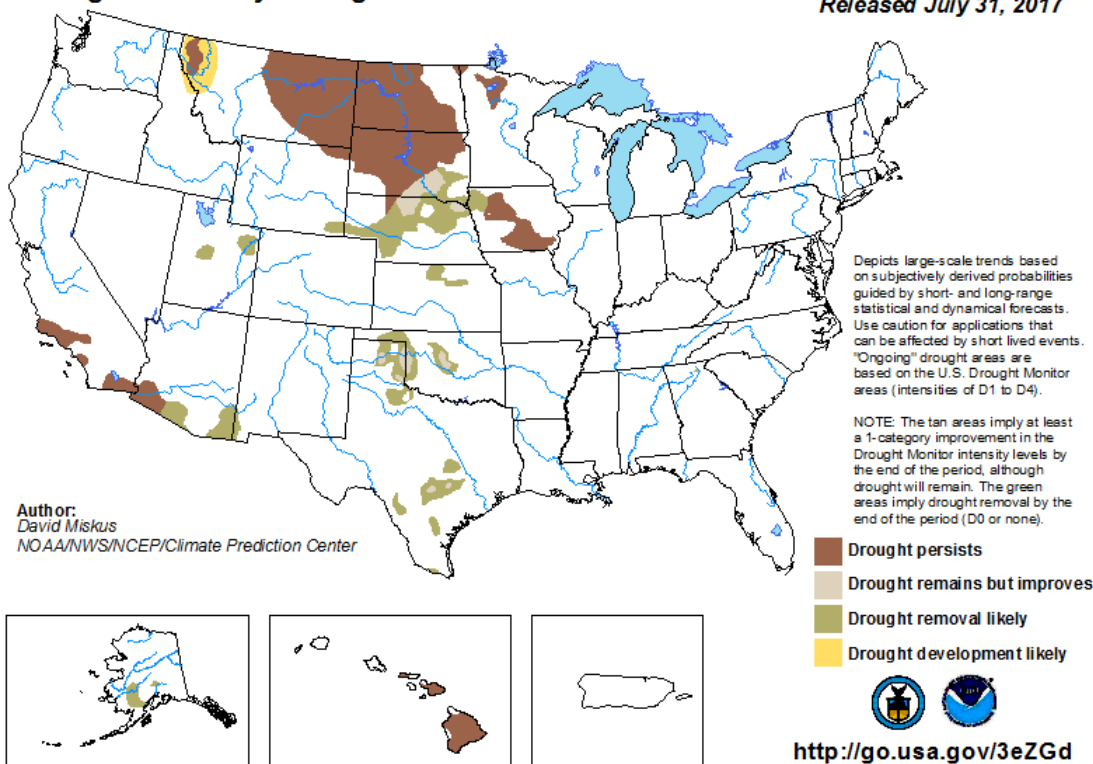 Released July 31, 2017
Depicts large-scale trends based
on subjectively derived probabilities
guided by short- and long-range
statistical and dynamical forecasts.
Use caution for applications that
can be affected by short lived events.
"Ongoing" drought areas are
based on the U.S. Drought Monitor
areas (intensities of D1 to D4).
NOTE: The tan areas imply at least
a 1-category improvement in the
Drought Monitor intensity levels by
the end of the period, although
drought will remain. The green
areas imply drought removal by the
end of the period (D0 or none).
Author:
David Miskus
NOAA/NWS/NCEP/Climate Prediction Center
Drought persists
Drought remains but improves
Drought removal likely
Drought development likely
http://go.usa.gov/3eZGd